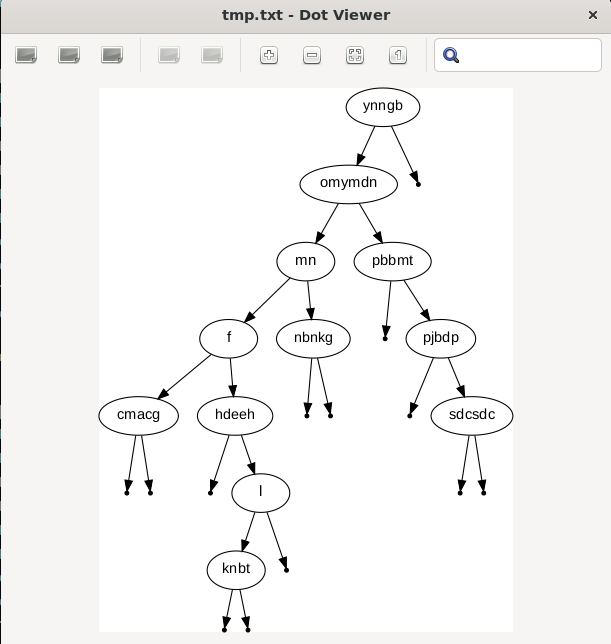 tmp.txt - Dot Viewer
ynngb
omymdn
mn pbbmt
f nbnkg pjbdp
cmacg hdeeh sdcsdc
l
knbt